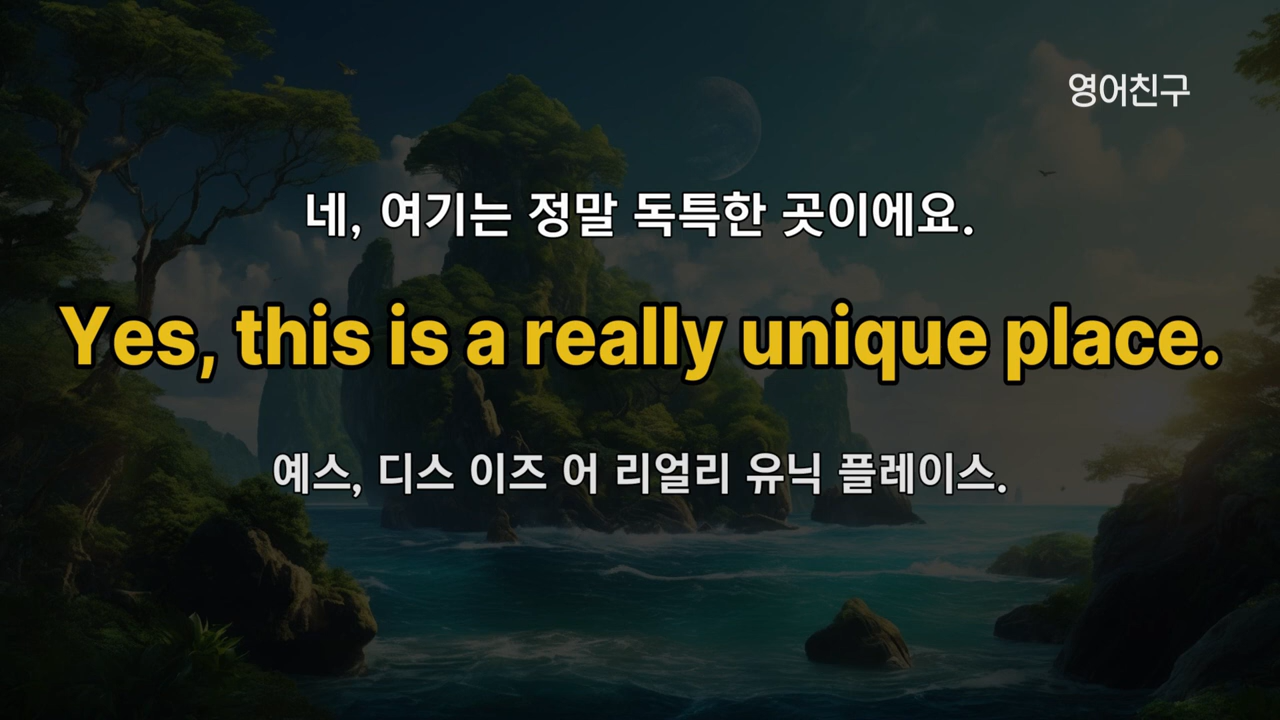 영어친구
네, 여기는 정말 독특한 곳이에요.
Yes, this is a really unique place.
예스, 디스 이즈 어 리얼리 유닉 플레이스.